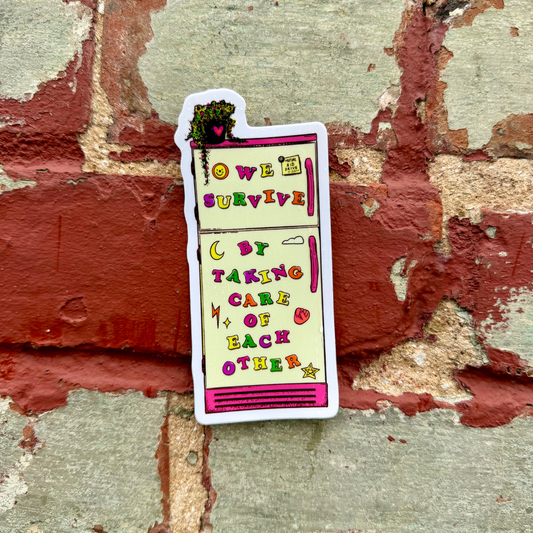 WE
SURVIVE
BY
TAKING
CARE
OF
EACH
OTHER